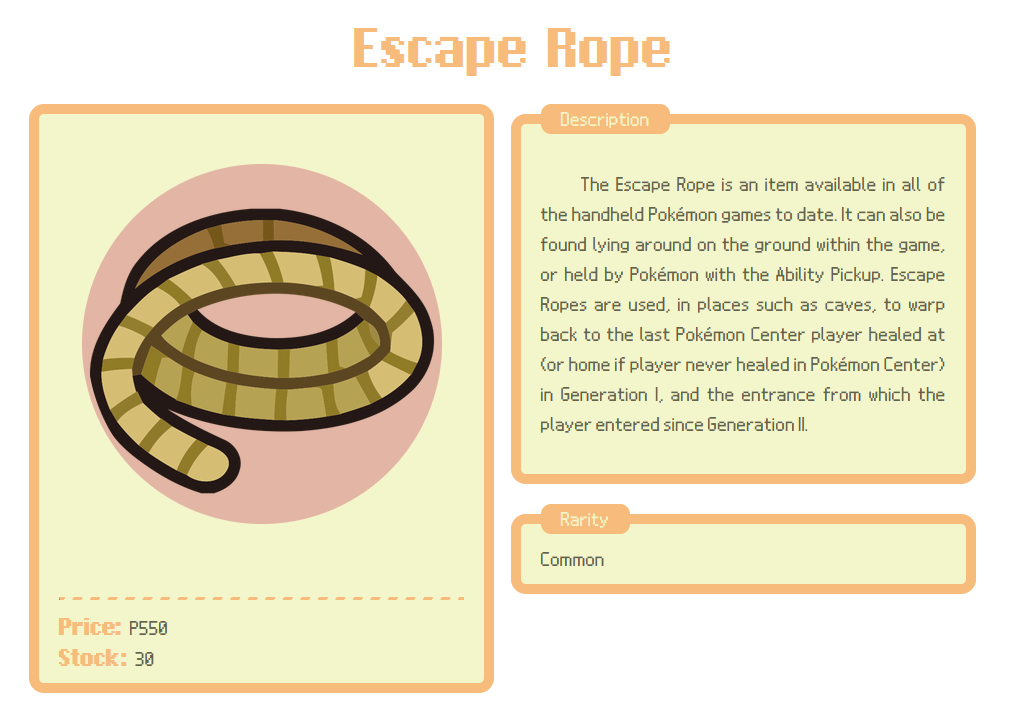 Escape Rope
Price: P550
Stock: 30
Description
The Escape Rope is an item available in all of
the handheld Pokémon games to date. It can also be
found lying around on the ground within the game,
or held by Pokémon with the Ability Pickup. Escape
Ropes are used, in places such as caves, to warp
back to the last Pokémon Center player healed at
(or home if player never healed in Pokémon Center)
in Generation I, and the entrance from which the
player entered since Generation II.
Rarity
Common